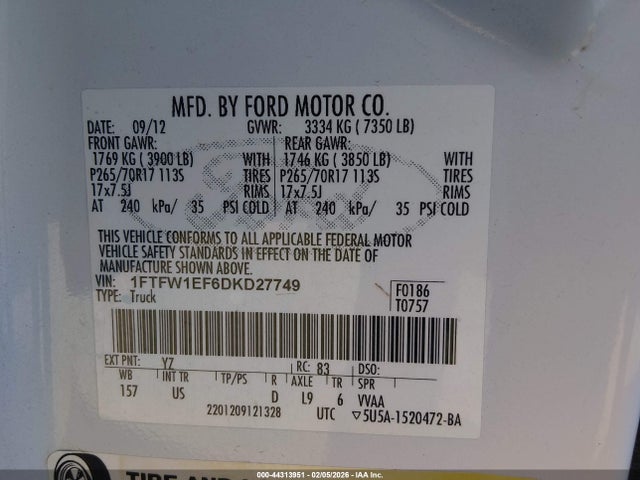 MFD. BY FORD MOTOR CO.
DATE: 09/12 GVWR: 3334 KG ( 7350 LB)
FRONT GAWR: REAR GAWR:
1769 KG ( 3900 LB) WITH 1746 KG ( 3850 LB) WITH
P265/70R17 113S TIRES P265/70R17 113S TIRES
17x7.5J RIMS 17x7.5J RIMS
AT 240 kPa/ 35 PSI COLD AT 240 kPa/ 35 PSI COLD
THIS VEHICLE CONFORMS TO ALL APPLICABLE FEDERAL MOTOR
VEHICLE SAFETY STANDARDS IN EFFECT ON THE DATE OF
MANUFACTURE SHOWN ABOVE.
VIN: 1FTFW1EF6DKD27749 F0186
TYPE: Truck T0757
EXT PNT: YZ RC: 83 DSO:
WB INT TR TP/PS R AXLE TR SPR
157 US D L9 6 VVAA
2201209121328 UTC ▽5U5A-1520472-BA
TIRE AND
000-44313951 - 02/05/2026 - IAA Inc.